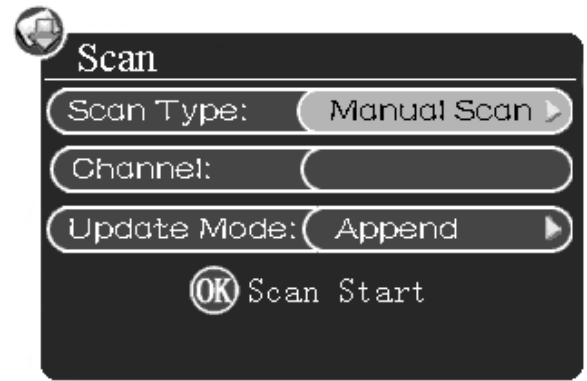 Scan
Scan Type: Manual Scan
Channel:
Update Mode: Append
OK Scan Start